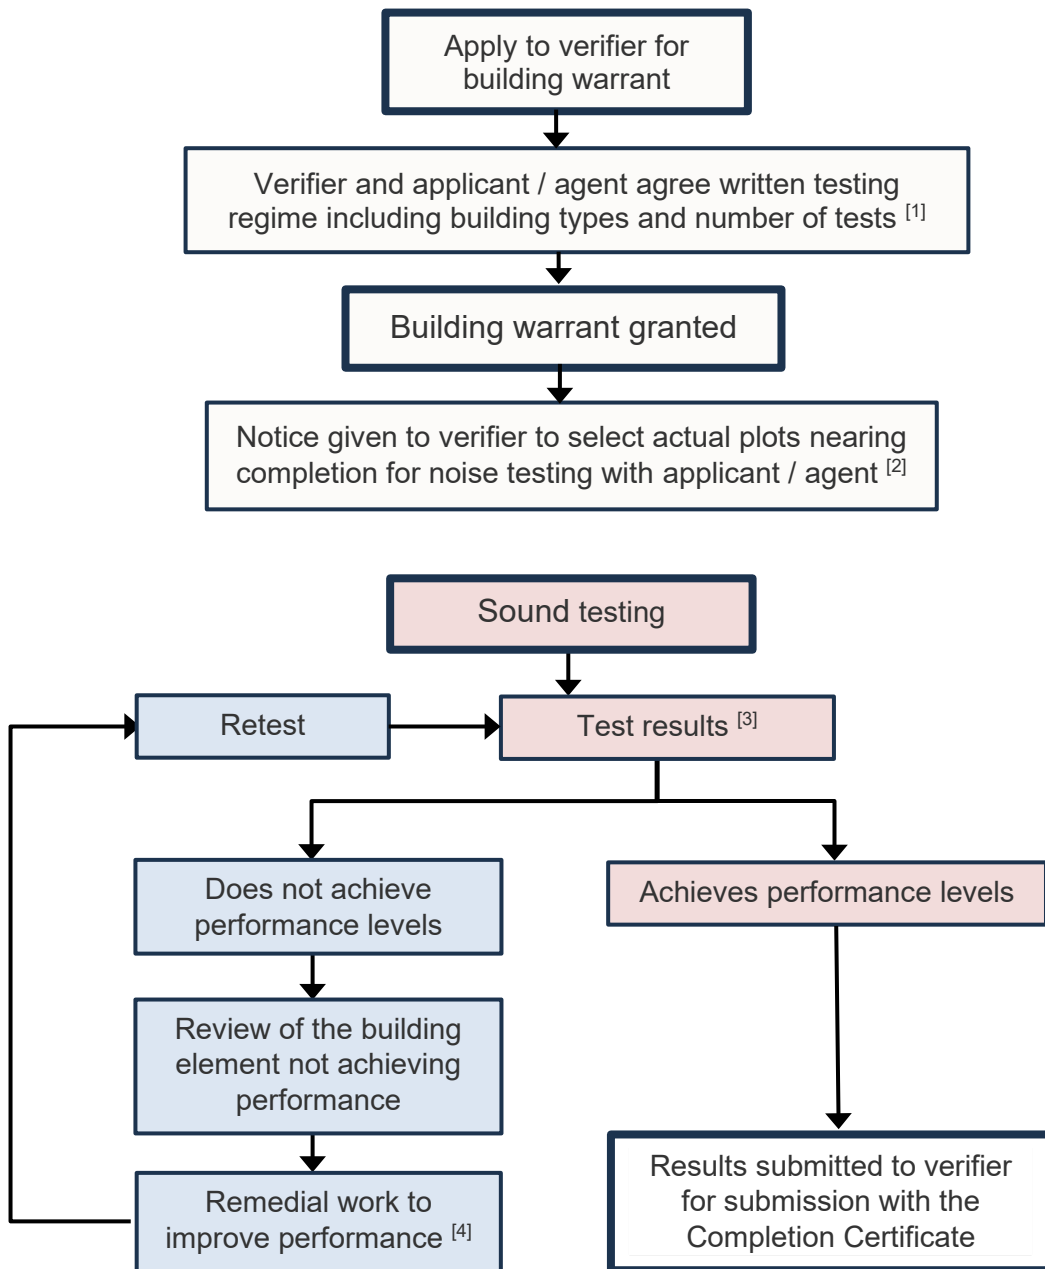 Apply to verifier for
building warrant
Verifier and applicant / agent agree written testing
regime including building types and number of tests [1]
Building warrant granted
Notice given to verifier to select actual plots nearing
completion for noise testing with applicant / agent [2]
Sound testing
Retest
Test results [3]
Does not achieve
performance levels
Achieves performance levels
Review of the building
element not achieving
performance
Remedial work to
improve performance [4]
Results submitted to verifier
for submission with the
Completion Certificate